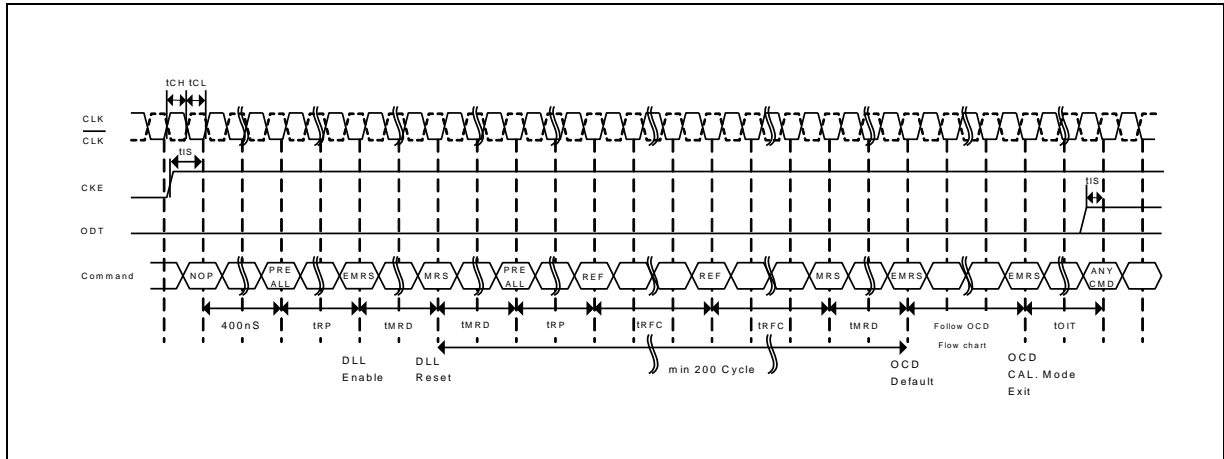 tCH tCL
CLK
CLK
tIS
CKE
tIS
ODT
Command
NOP
PRE ALL
EMRS
MRS
PRE ALL
REF
REF
MRS
EMRS
EMRS
ANY CMD
400nS
tRP
tMRD
tMRD
tRP
tRFC
tRFC
tMRD
Follow OCD
Flow chart
tOIT
DLL
Enable
DLL
Reset
min 200 Cycle
OCD
Default
OCD
CAL. Mode
Exit